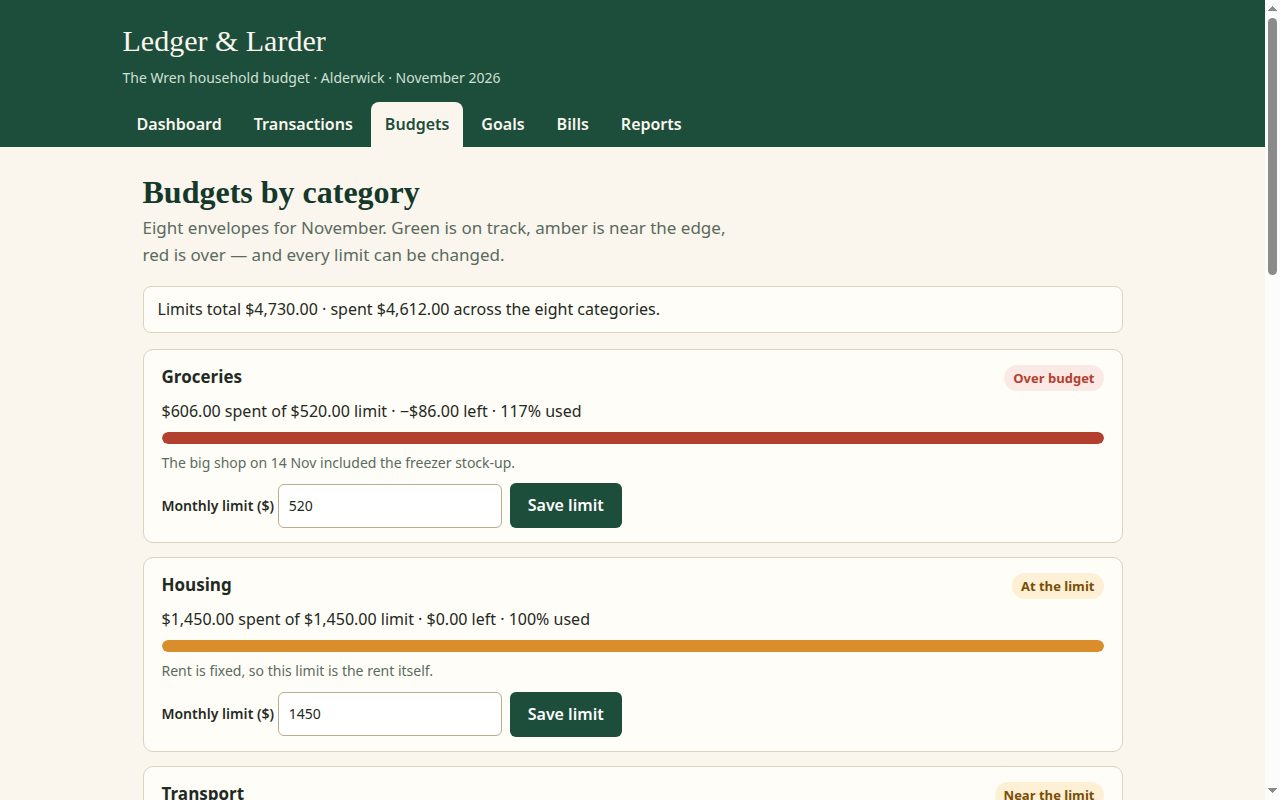 Ledger & Larder
The Wren household budget · Alderwick · November 2026
Dashboard Transactions Budgets Goals Bills Reports
Budgets by category
Eight envelopes for November. Green is on track, amber is near the edge,
red is over — and every limit can be changed.
Limits total $4,730.00 · spent $4,612.00 across the eight categories.
Groceries Over budget
$606.00 spent of $520.00 limit · −$86.00 left · 117% used
The big shop on 14 Nov included the freezer stock-up.
Monthly limit ($) 520 Save limit
Housing At the limit
$1,450.00 spent of $1,450.00 limit · $0.00 left · 100% used
Rent is fixed, so this limit is the rent itself.
Monthly limit ($) 1450 Save limit
Transport Near the limit